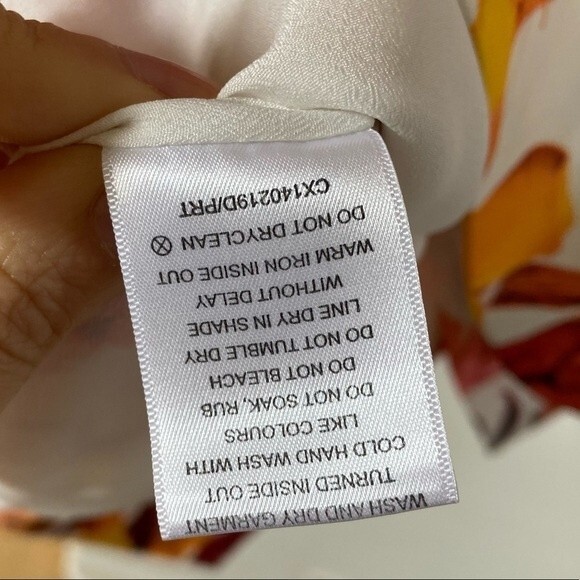 WASH AND DRY GARMENT
TURNED INSIDE OUT
COLD HAND WASH WITH
LIKE COLOURS
DO NOT SOAK, RUB
DO NOT BLEACH
DO NOT TUMBLE DRY
LINE DRY IN SHADE
WITHOUT DELAY
WARM IRON INSIDE OUT
DO NOT DRYCLEAN
CX140219D/PRT